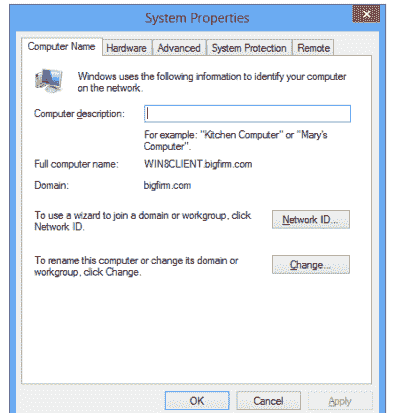 System Properties
Computer Name Hardware Advanced System Protection Remote
Windows uses the following information to identify your computer
on the network.
Computer description:
For example: "Kitchen Computer" or "Mary's
Computer".
Full computer name: WIN8CLIENT.bigfirm.com
Domain: bigfirm.com
To use a wizard to join a domain or workgroup, click
Network ID.
Network ID...
To rename this computer or change its domain or
workgroup, click Change.
Change...
OK Cancel Apply